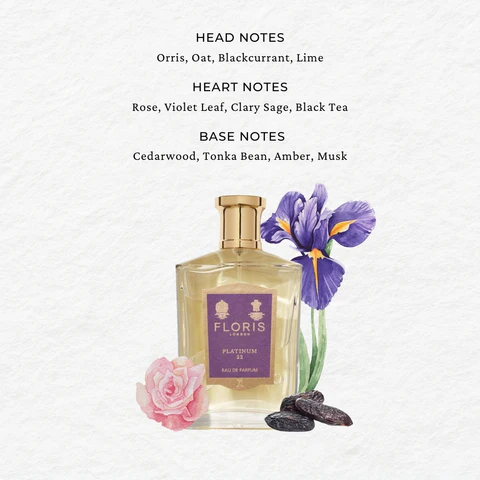 HEAD NOTES
Orris, Oat, Blackcurrant, Lime
HEART NOTES
Rose, Violet Leaf, Clary Sage, Black Tea
BASE NOTES
Cedarwood, Tonka Bean, Amber, Musk
FLORIS
LONDON
PLATINUM
22
EAU DE PARFUM